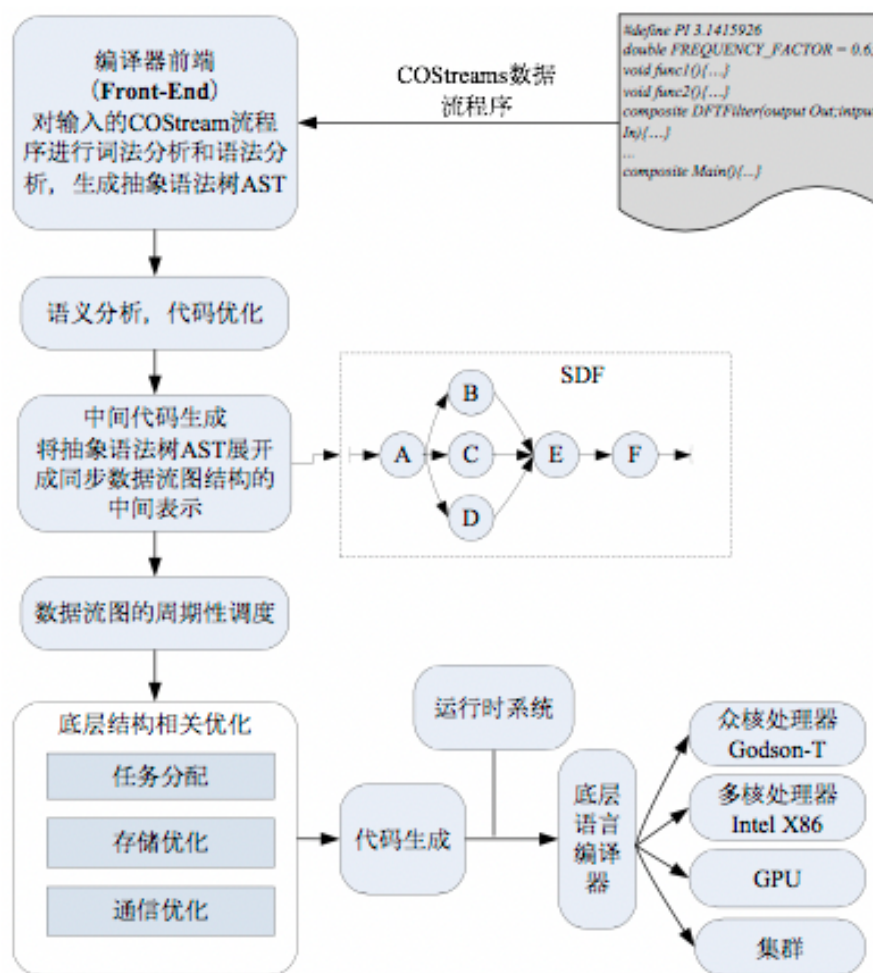 编译器前端
（Front-End）
对输入的COStream流程
序进行词法分析和语法分
析，生成抽象语法树AST
COStreams数据
流程序
#define PI 3.1415926
double FREQUENCY_FACTOR = 0.6
void func1(){...}
void func2(){...}
composite DFTFilter(output Out;intput
In){...}
...
composite Main(){...}
语义分析，代码优化
中间代码生成
将抽象语法树AST展开
成同步数据流图结构的
中间表示
SDF
A
B
C
D
E
F
数据流图的周期性调度
底层结构相关优化
任务分配
存储优化
通信优化
代码生成
运行时系统
底层
语言
编译
器
众核处理器
Godson-T
多核处理器
Intel X86
GPU
集群